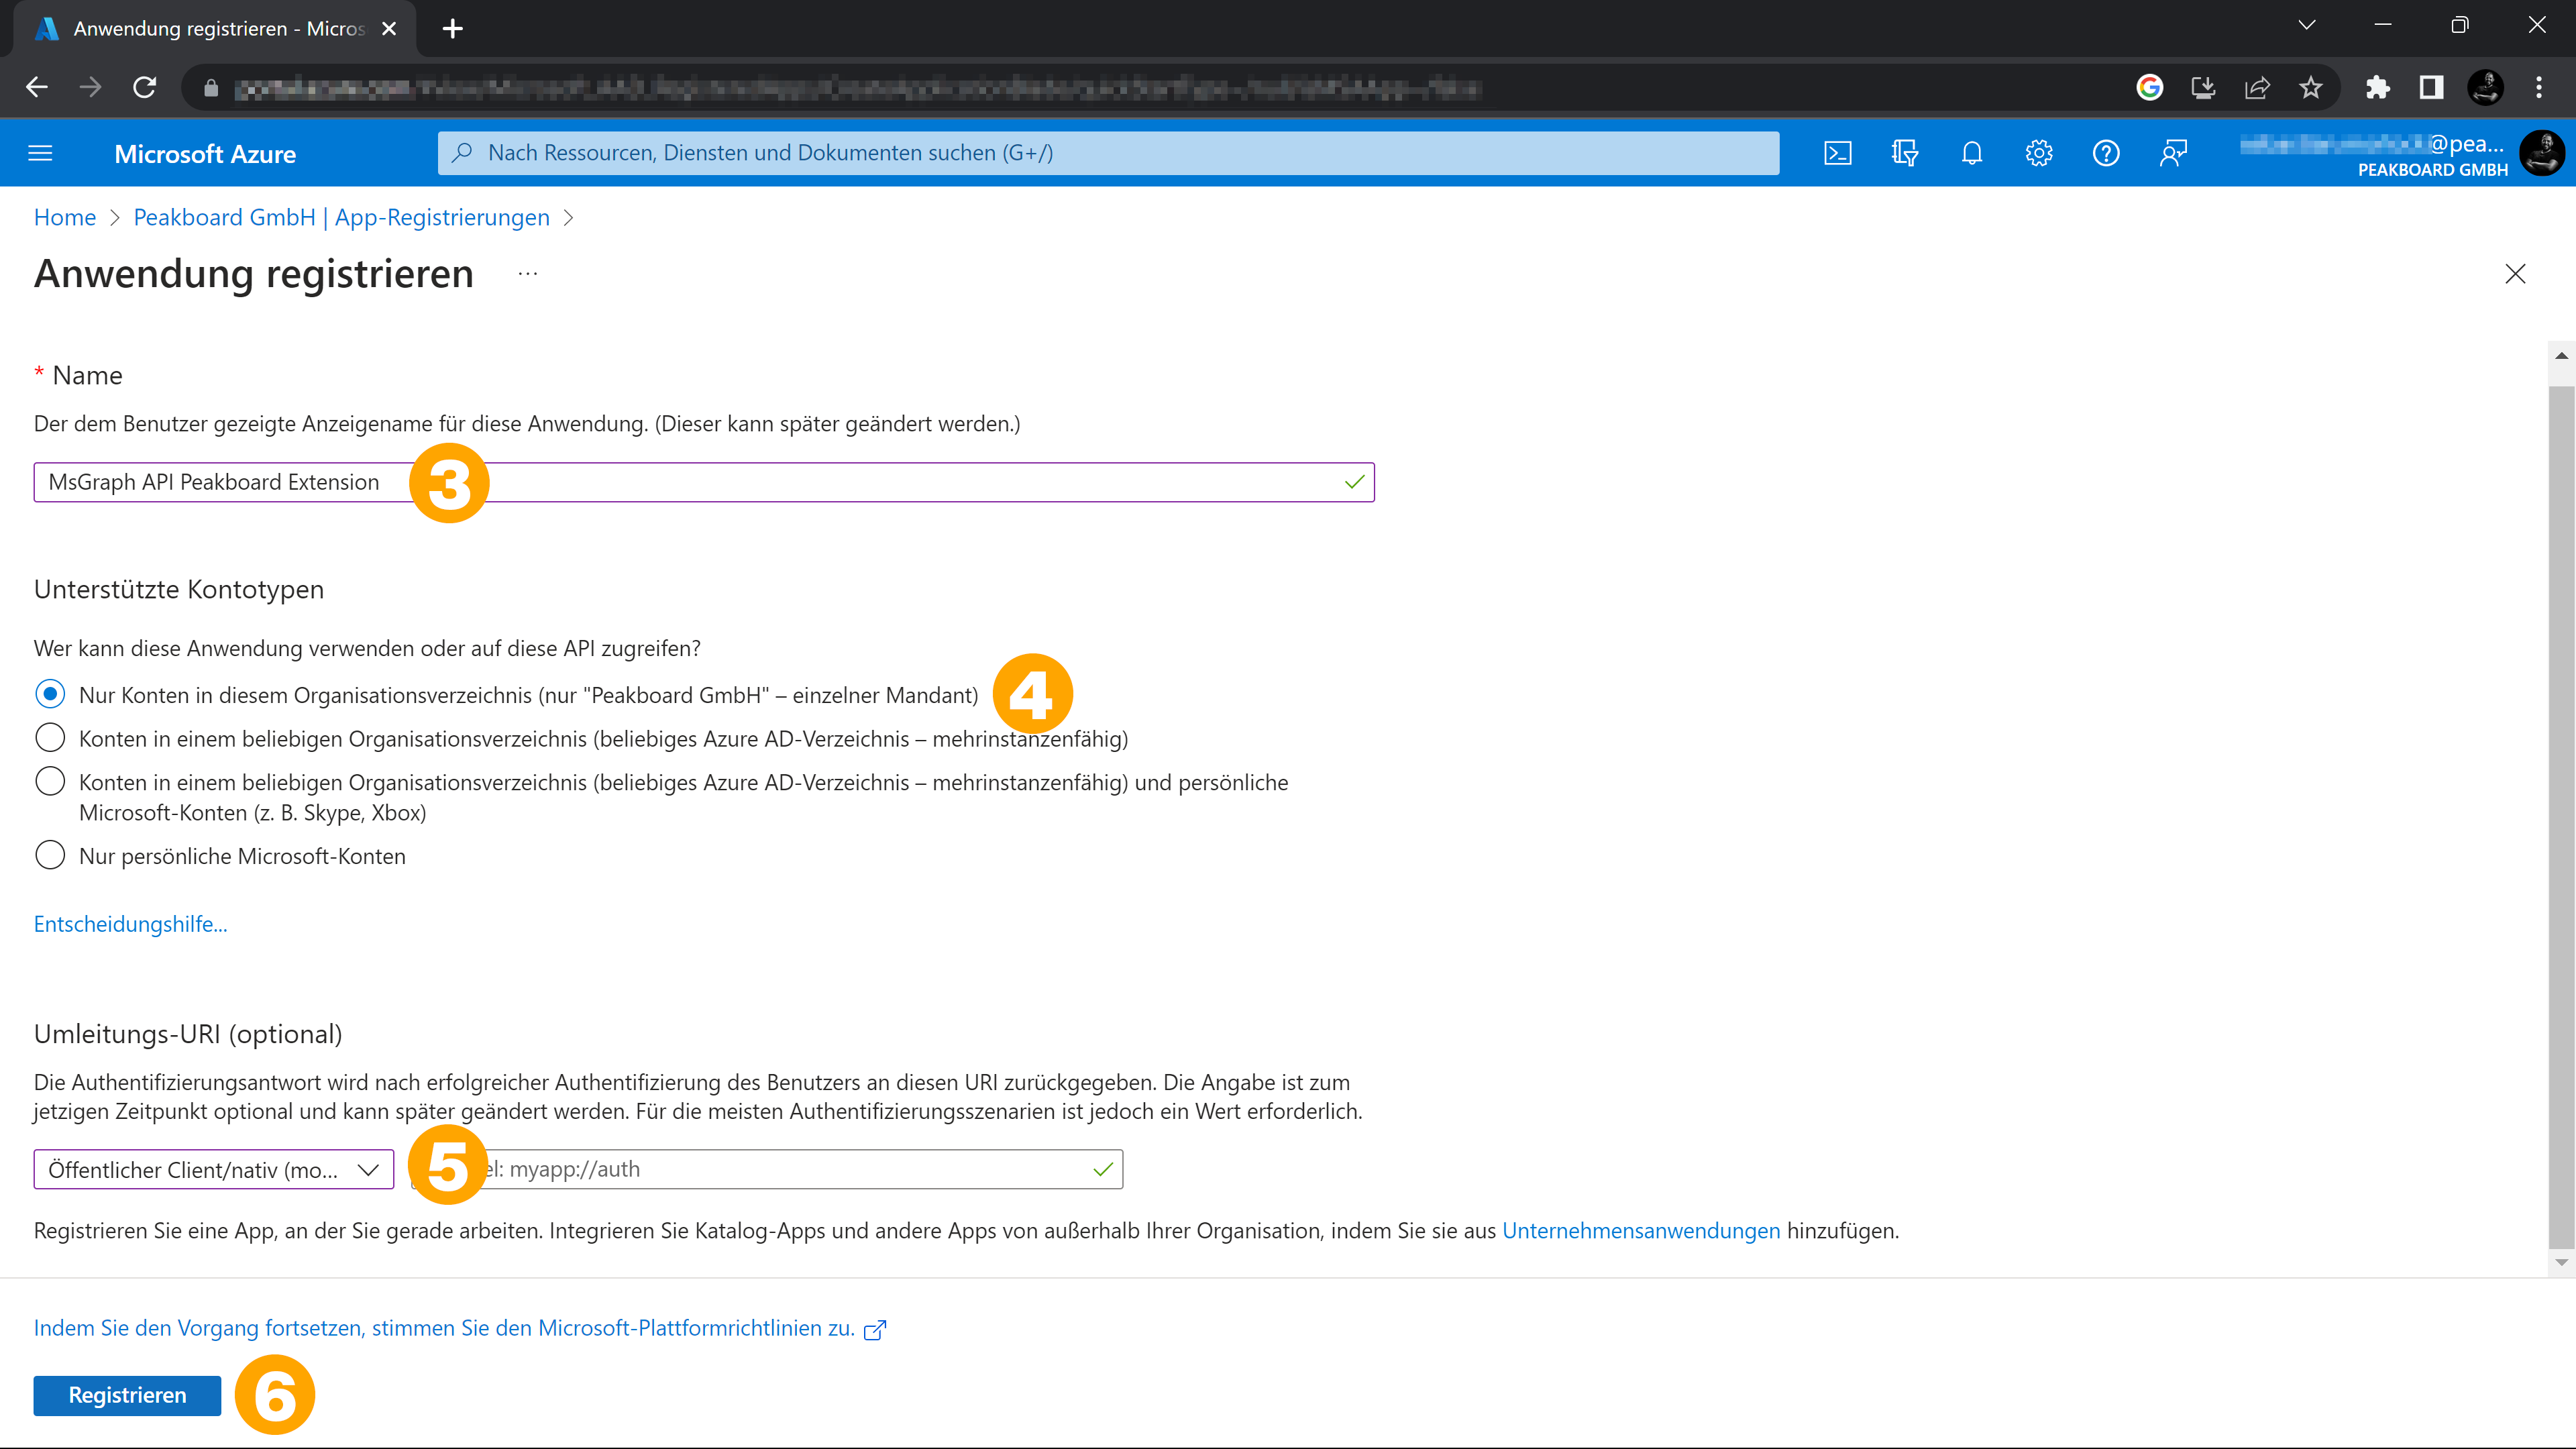 Anwendung registrieren - Micros
Microsoft Azure
Nach Ressourcen, Diensten und Dokumenten suchen (G+/)
@pea...
PEAKBOARD GMBH
Home > Peakboard GmbH | App-Registrierungen >
Anwendung registrieren ...
* Name
Der dem Benutzer gezeigte Anzeigename für diese Anwendung. (Dieser kann später geändert werden.)
MsGraph API Peakboard Extension
3
Unterstützte Kontotypen
Wer kann diese Anwendung verwenden oder auf diese API zugreifen?
Nur Konten in diesem Organisationsverzeichnis (nur "Peakboard GmbH" – einzelner Mandant)
4
Konten in einem beliebigen Organisationsverzeichnis (beliebiges Azure AD-Verzeichnis – mehrinstanzenfähig)
Konten in einem beliebigen Organisationsverzeichnis (beliebiges Azure AD-Verzeichnis – mehrinstanzenfähig) und persönliche
Microsoft-Konten (z. B. Skype, Xbox)
Nur persönliche Microsoft-Konten
Entscheidungshilfe...
Umleitungs-URI (optional)
Die Authentifizierungsantwort wird nach erfolgreicher Authentifizierung des Benutzers an diesen URI zurückgegeben. Die Angabe ist zum
jetzigen Zeitpunkt optional und kann später geändert werden. Für die meisten Authentifizierungsszenarien ist jedoch ein Wert erforderlich.
Öffentlicher Client/nativ (mo...
5
el: myapp://auth
Registrieren Sie eine App, an der Sie gerade arbeiten. Integrieren Sie Katalog-Apps und andere Apps von außerhalb Ihrer Organisation, indem Sie sie aus Unternehmensanwendungen hinzufügen.
Indem Sie den Vorgang fortsetzen, stimmen Sie den Microsoft-Plattformrichtlinien zu.
Registrieren
6